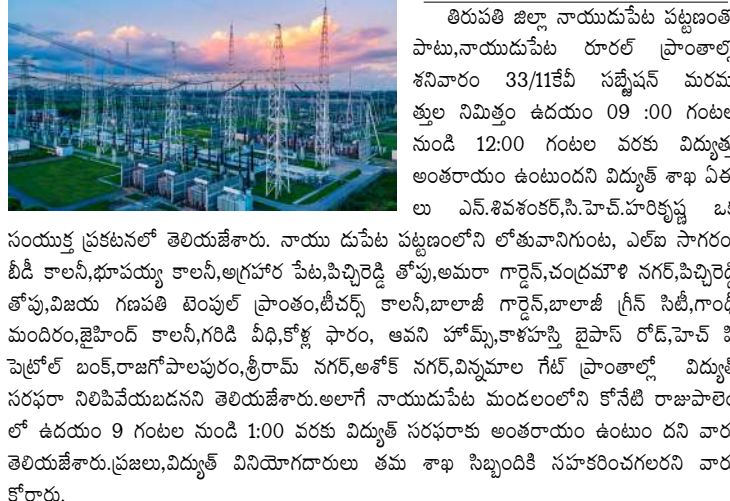 తిరుపతి జిల్లా నాయుడుపేట పట్టణంతో
పాటు,నాయుడుపేట రూరల్ ప్రాంతాల్లో
శనివారం 33/11కేవీ సబ్స్టేషన్ మరమ
త్తుల నిమిత్తం ఉదయం 09 :00 గంటల
నుండి 12:00 గంటల వరకు విద్యుత్తు
అంతరాయం ఉంటుందని విద్యుత్ శాఖ ఏఈ
లు ఎన్.శివశంకర్,సి.హెచ్.హరికృష్ణ ఒక
సంయుక్త ప్రకటనలో తెలియజేశారు. నాయు డుపేట పట్టణంలోని లోతువానిగుంట, ఎల్ఐ సాగరం,
బీడీ కాలనీ,భూపయ్య కాలనీ,అగ్రహార పేట,పిచ్చిరెడ్డి తోపు,అమరా గార్డెన్,చంద్రమౌళి నగర్,పిచ్చిరెడ్డి
తోపు,విజయ గణపతి టెంపుల్ ప్రాంతం,టీచర్స్ కాలనీ,బాలాజీ గార్డెన్,బాలాజీ గ్రీన్ సిటీ,గాంధీ
మందిరం,జైహింద్ కాలనీ,గరిడి వీధి,కోళ్ల ఫారం, ఆవని హోమ్స్,కాళహస్తి బైపాస్ రోడ్,హెచ్ పి
పెట్రోల్ బంక్,రాజగోపాలపురం,శ్రీరామ్ నగర్,అశోక్ నగర్,విన్నమాల గేట్ ప్రాంతాల్లో విద్యుత్
సరఫరా నిలిపివేయబడనని తెలియజేశారు.అలాగే నాయుడుపేట మండలంలోని కోనేటి రాజుపాలెం
లో ఉదయం 9 గంటల నుండి 1:00 వరకు విద్యుత్ సరఫరాకు అంతరాయం ఉంటుం దని వారు
తెలియజేశారు.ప్రజలు,విద్యుత్ వినియోగదారులు తమ శాఖ సిబ్బందికి సహకరించగలరని వారు
కోరారు.